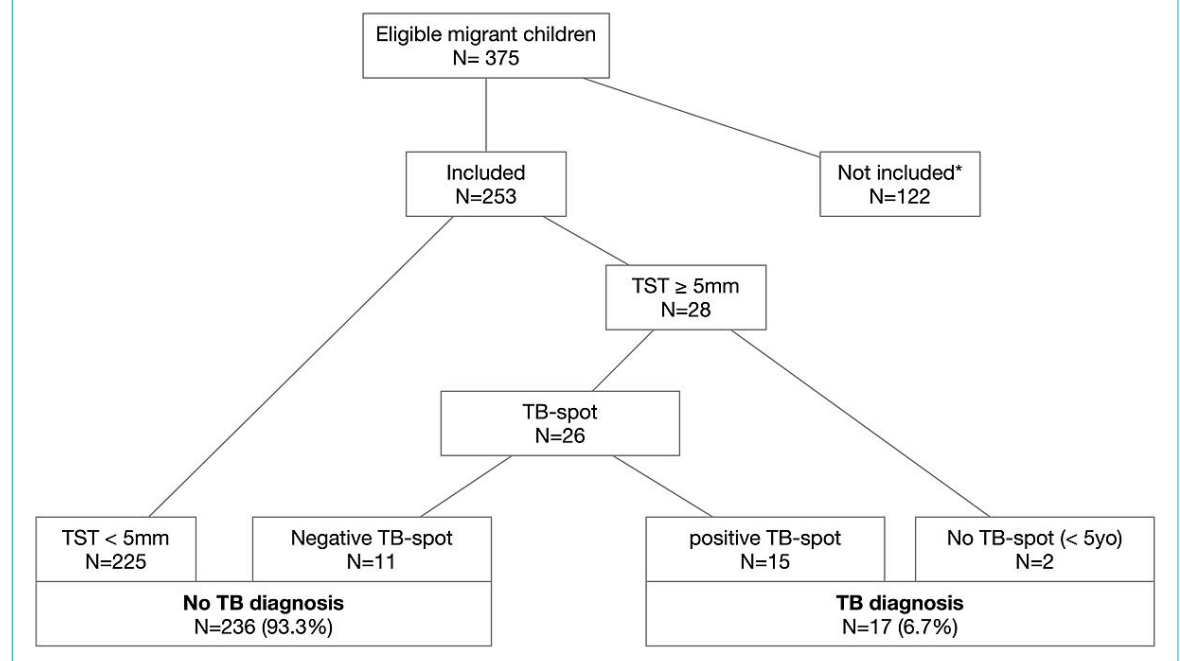 Eligible migrant children
N= 375
Included
N=253
Not included*
N=122
TST ≥ 5mm
N=28
TB-spot
N=26
TST < 5mm
N=225
Negative TB-spot
N=11
positive TB-spot
N=15
No TB-spot (< 5yo)
N=2
No TB diagnosis
N=236 (93.3%)
TB diagnosis
N=17 (6.7%)